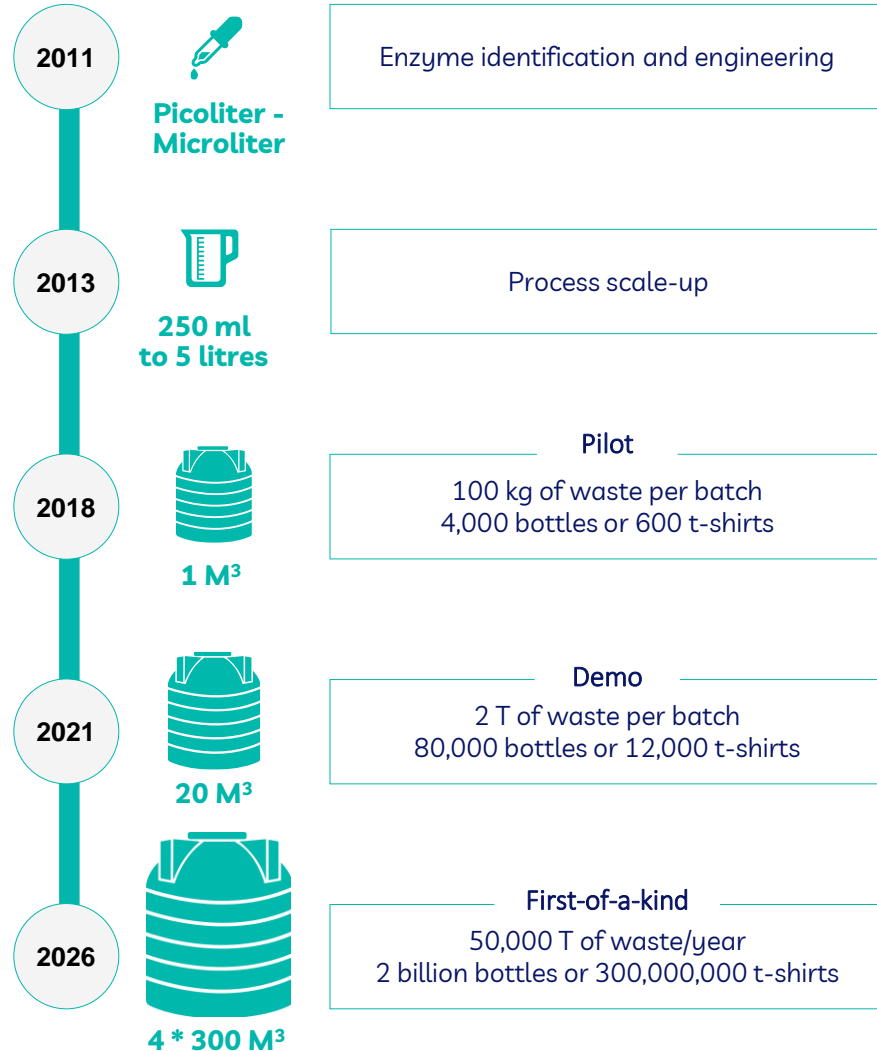 2011
Picoliter -
Microliter
Enzyme identification and engineering
2013
250 ml
to 5 litres
Process scale-up
2018
1 M³
Pilot
100 kg of waste per batch
4,000 bottles or 600 t-shirts
2021
20 M³
Demo
2 T of waste per batch
80,000 bottles or 12,000 t-shirts
2026
4 * 300 M³
First-of-a-kind
50,000 T of waste/year
2 billion bottles or 300,000,000 t-shirts